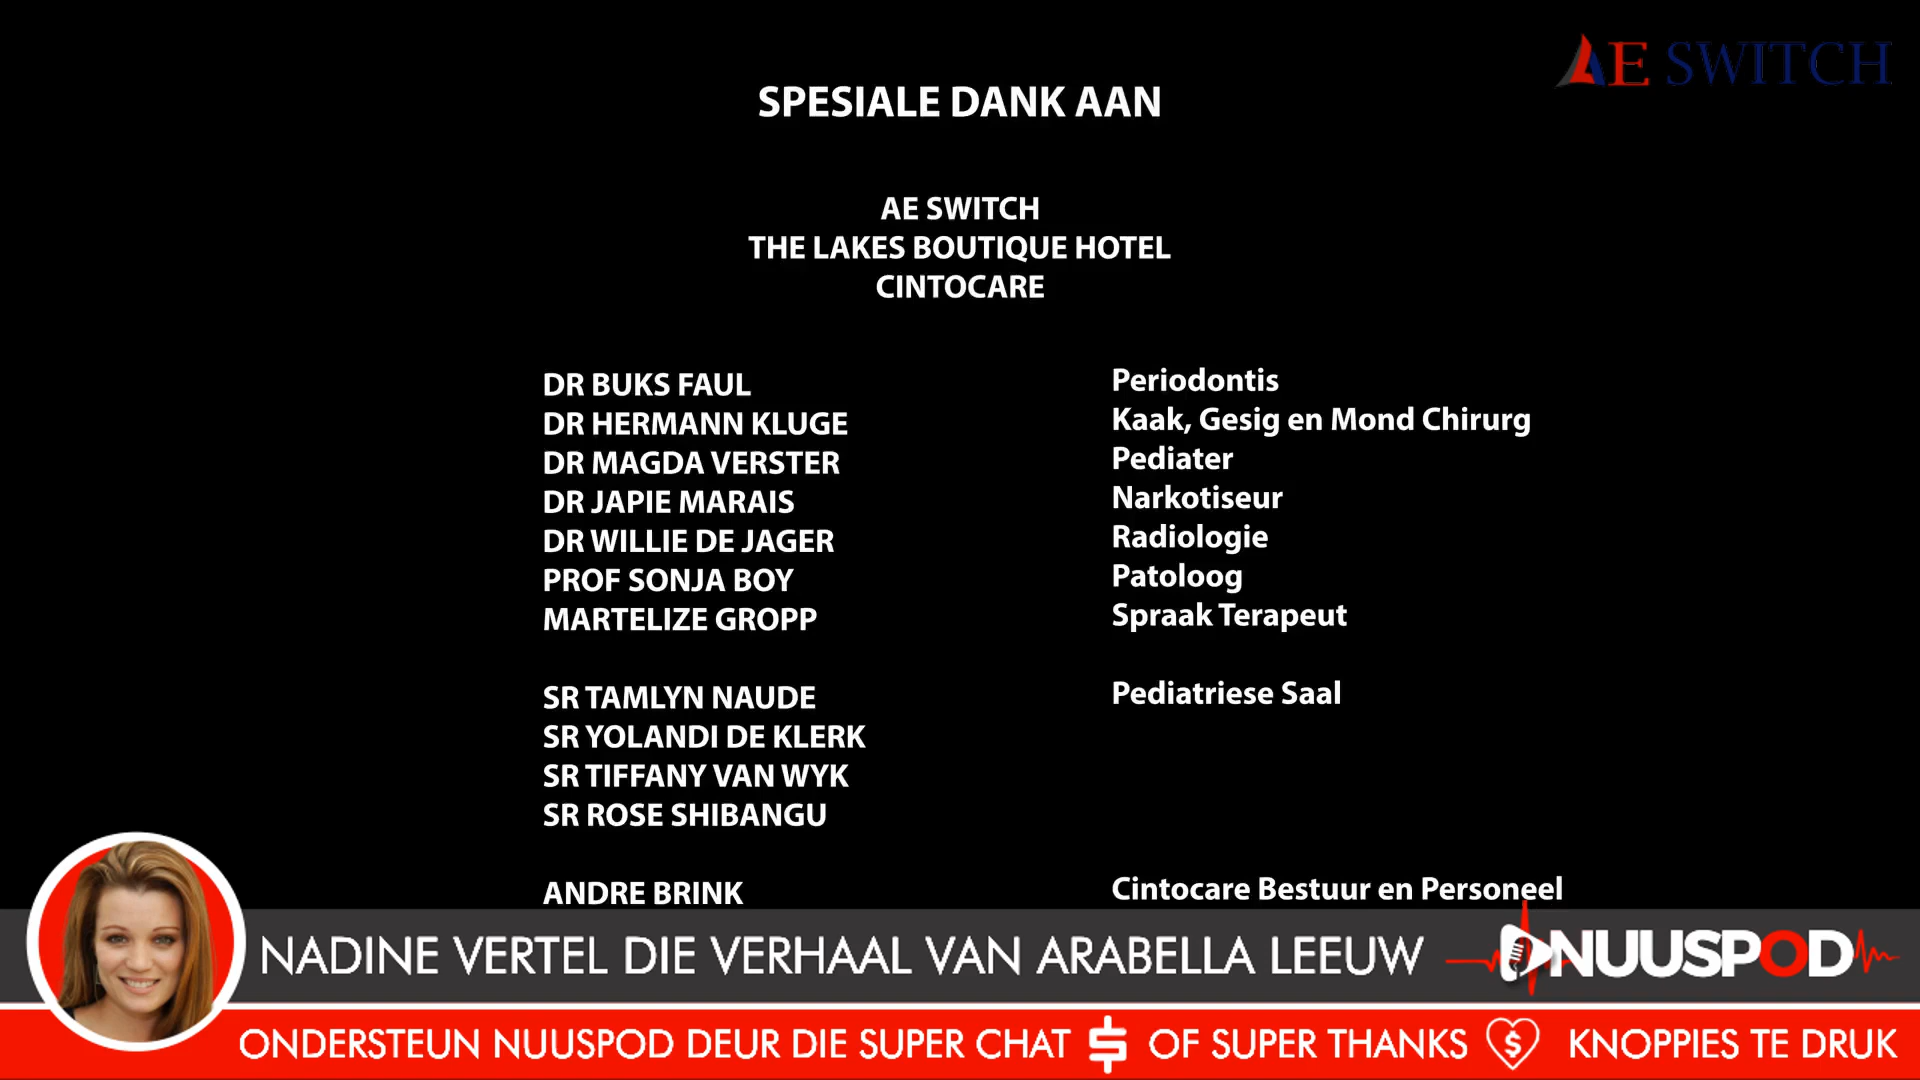 AE SWITCH
SPESIALE DANK AAN
AE SWITCH
THE LAKES BOUTIQUE HOTEL
CINTOCARE
DR BUKS FAUL Periodontis
DR HERMANN KLUGE Kaak, Gesig en Mond Chirurg
DR MAGDA VERSTER Pediater
DR JAPIE MARAIS Narkotiseur
DR WILLIE DE JAGER Radiologie
PROF SONJA BOY Patoloog
MARTELIZE GROPP Spraak Terapeut
SR TAMLYN NAUDE Pediatriese Saal
SR YOLANDI DE KLERK
SR TIFFANY VAN WYK
SR ROSE SHIBANGU
ANDRE BRINK Cintocare Bestuur en Personeel
NADINE VERTEL DIE VERHAAL VAN ARABELLA LEEUW NUUSPOD
ONDERSTEUN NUUSPOD DEUR DIE SUPER CHAT $ OF SUPER THANKS $ KNOPPIES TE DRUK